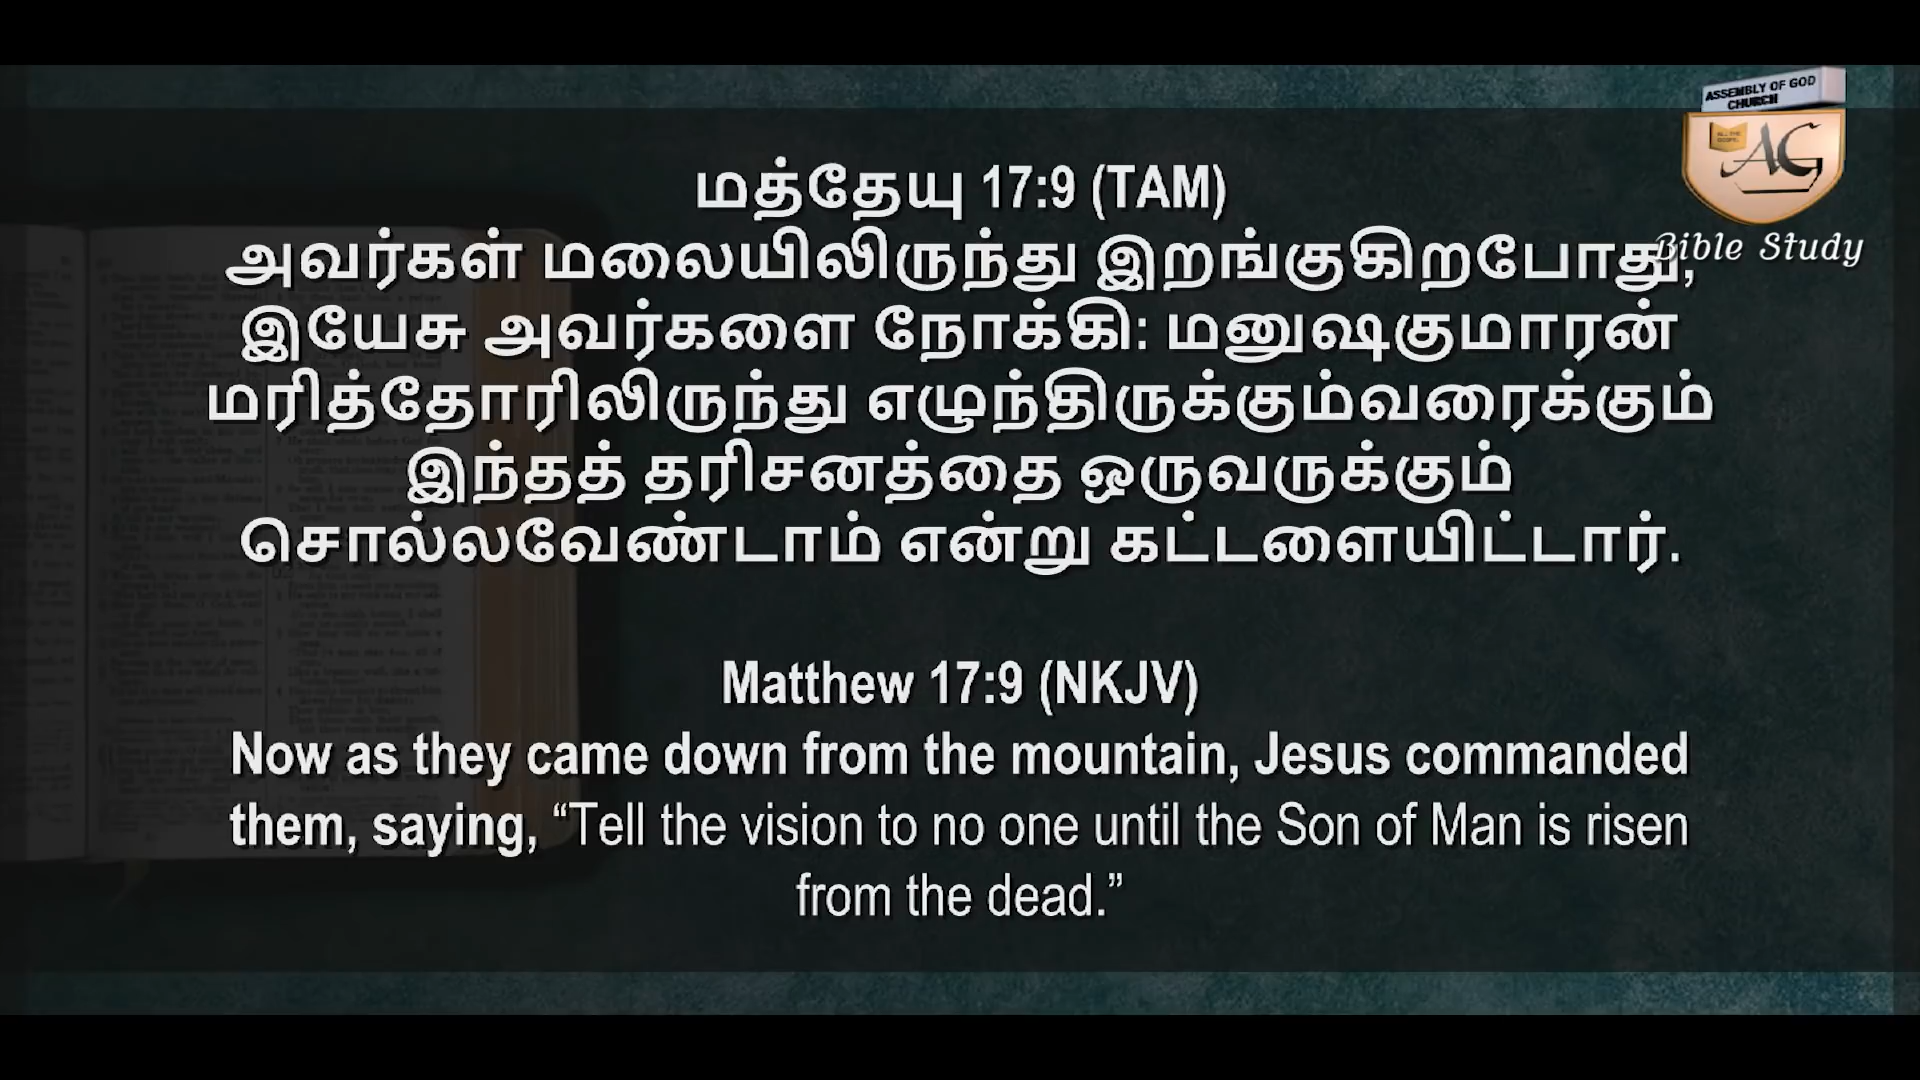 ASSEMBLY OF GOD
CHURCH
ALL THE
GOSPEL
AG
Bible Study
மத்தேயு 17:9 (TAM)
அவர்கள் மலையிலிருந்து இறங்குகிறபோது,
இயேசு அவர்களை நோக்கி: மனுஷகுமாரன்
மரித்தோரிலிருந்து எழுந்திருக்கும்வரைக்கும்
இந்தத் தரிசனத்தை ஒருவருக்கும்
சொல்லவேண்டாம் என்று கட்டளையிட்டார்.
Matthew 17:9 (NKJV)
Now as they came down from the mountain, Jesus commanded
them, saying, “Tell the vision to no one until the Son of Man is risen
from the dead.”